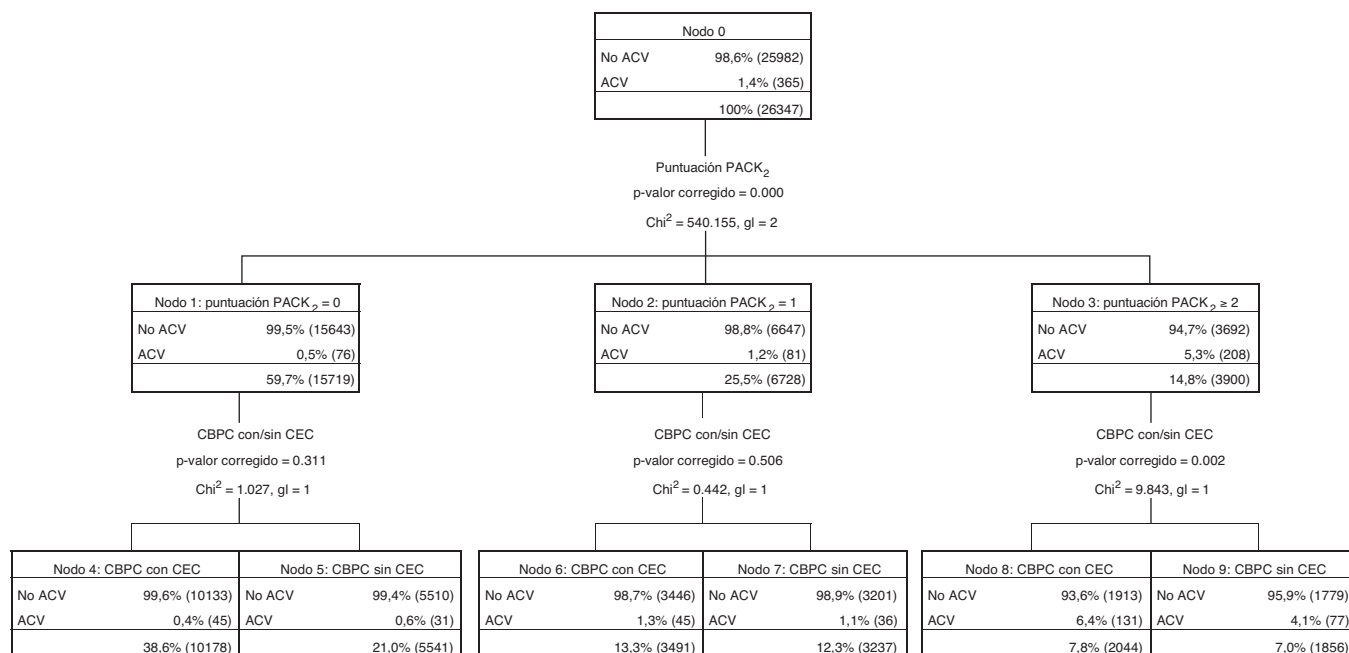 Nodo 0
No ACV 98,6% (25982)
ACV 1,4% (365)
100% (26347)
Puntuación PACK2
p-valor corregido = 0.000
Chi2 = 540.155, gl = 2
Nodo 1: puntuación PACK2 = 0
No ACV 99,5% (15643)
ACV 0,5% (76)
59,7% (15719)
Nodo 2: puntuación PACK2 = 1
No ACV 98,8% (6647)
ACV 1,2% (81)
25,5% (6728)
Nodo 3: puntuación PACK2 ≥ 2
No ACV 94,7% (3692)
ACV 5,3% (208)
14,8% (3900)
CBPC con/sin CEC
p-valor corregido = 0.311
Chi2 = 1.027, gl = 1
CBPC con/sin CEC
p-valor corregido = 0.506
Chi2 = 0.442, gl = 1
CBPC con/sin CEC
p-valor corregido = 0.002
Chi2 = 9.843, gl = 1
Nodo 4: CBPC con CEC
No ACV 99,6% (10133)
ACV 0,4% (45)
38,6% (10178)
Nodo 5: CBPC sin CEC
No ACV 99,4% (5510)
ACV 0,6% (31)
21,0% (5541)
Nodo 6: CBPC con CEC
No ACV 98,7% (3446)
ACV 1,3% (45)
13,3% (3491)
Nodo 7: CBPC sin CEC
No ACV 98,9% (3201)
ACV 1,1% (36)
12,3% (3237)
Nodo 8: CBPC con CEC
No ACV 93,6% (1913)
ACV 6,4% (131)
7,8% (2044)
Nodo 9: CBPC sin CEC
No ACV 95,9% (1779)
ACV 4,1% (77)
7,0% (1856)